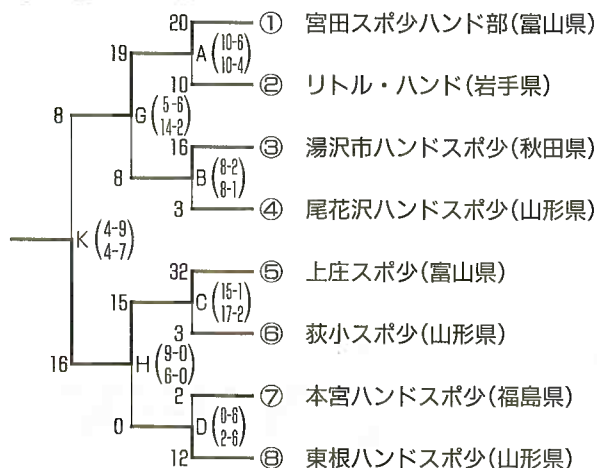 20 ① 宮田スポ少ハンド部(富山県)
19 A (10-6
10-4)
10 ② リトル・ハンド(岩手県)
8 G (5-6
14-2)
16 ③ 湯沢市ハンドスポ少(秋田県)
8 B (8-2
8-1)
3 ④ 尾花沢ハンドスポ少(山形県)
K (4-9
4-7)
32 ⑤ 上庄スポ少(富山県)
15 C (15-1
17-2)
3 ⑥ 荻小スポ少(山形県)
16 H (9-0
6-0)
2 ⑦ 本宮ハンドスポ少(福島県)
0 D (0-6
2-6)
12 ⑧ 東根ハンドスポ少(山形県)